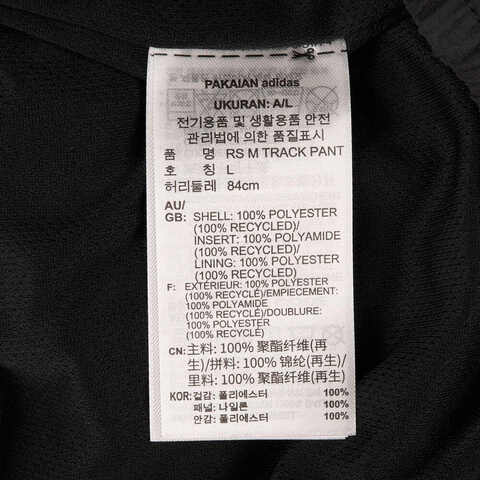 PAKAIAN adidas
UKURAN: A/L
전기용품 및 생활용품 안전
관리법에 의한 품질표시
품 명 RS M TRACK PANT
호 칭 L
허리둘레 84cm
AU/
GB: SHELL: 100% POLYESTER
(100% RECYCLED)/
INSERT: 100% POLYAMIDE
(100% RECYCLED)/
LINING: 100% POLYESTER
(100% RECYCLED)
F: EXTÉRIEUR: 100% POLYESTER
(100% RECYCLÉ)/EMPIECEMENT:
100% POLYAMIDE
(100% RECYCLÉ)/DOUBLURE:
100% POLYESTER
(100% RECYCLÉ)
CN: 主料: 100% 聚酯纤维(再
生)/拼料: 100% 锦纶(再生)/
里料: 100% 聚酯纤维(再生)
KOR: 겉감: 폴리에스터 100%
패널: 나일론 100%
안감: 폴리에스터 100%